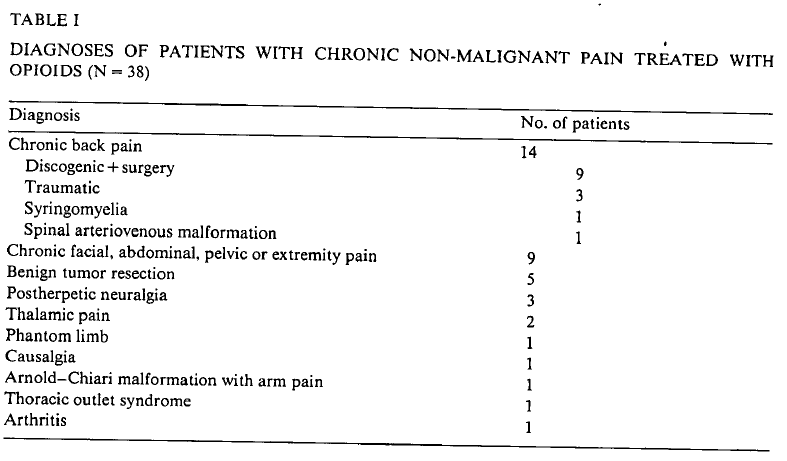 TABLE I
DIAGNOSES OF PATIENTS WITH CHRONIC NON-MALIGNANT PAIN TREATED WITH
OPIOIDS (N = 38)
Diagnosis No. of patients
Chronic back pain 14
Discogenic + surgery 9
Traumatic 3
Syringomyelia 1
Spinal arteriovenous malformation 1
Chronic facial, abdominal, pelvic or extremity pain 9
Benign tumor resection 5
Postherpetic neuralgia 3
Thalamic pain 2
Phantom limb 1
Causalgia 1
Arnold–Chiari malformation with arm pain 1
Thoracic outlet syndrome 1
Arthritis 1